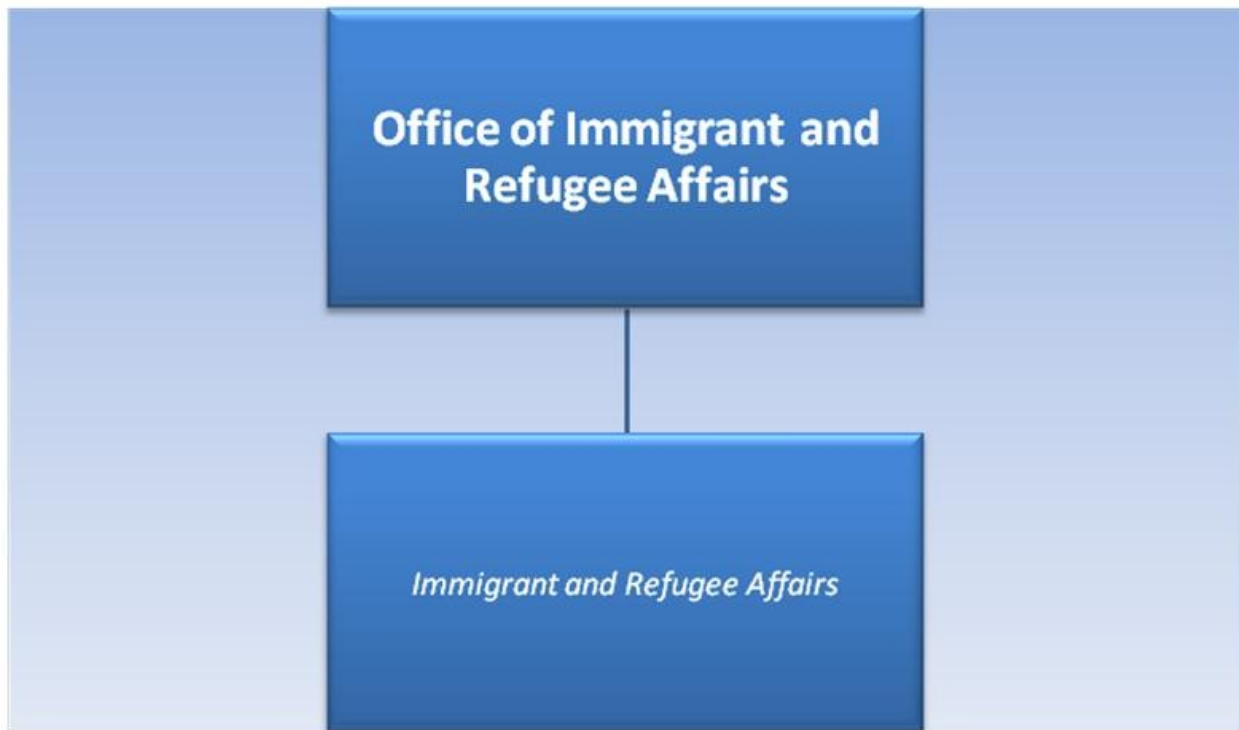 Office of Immigrant and
Refugee Affairs
Immigrant and Refugee Affairs